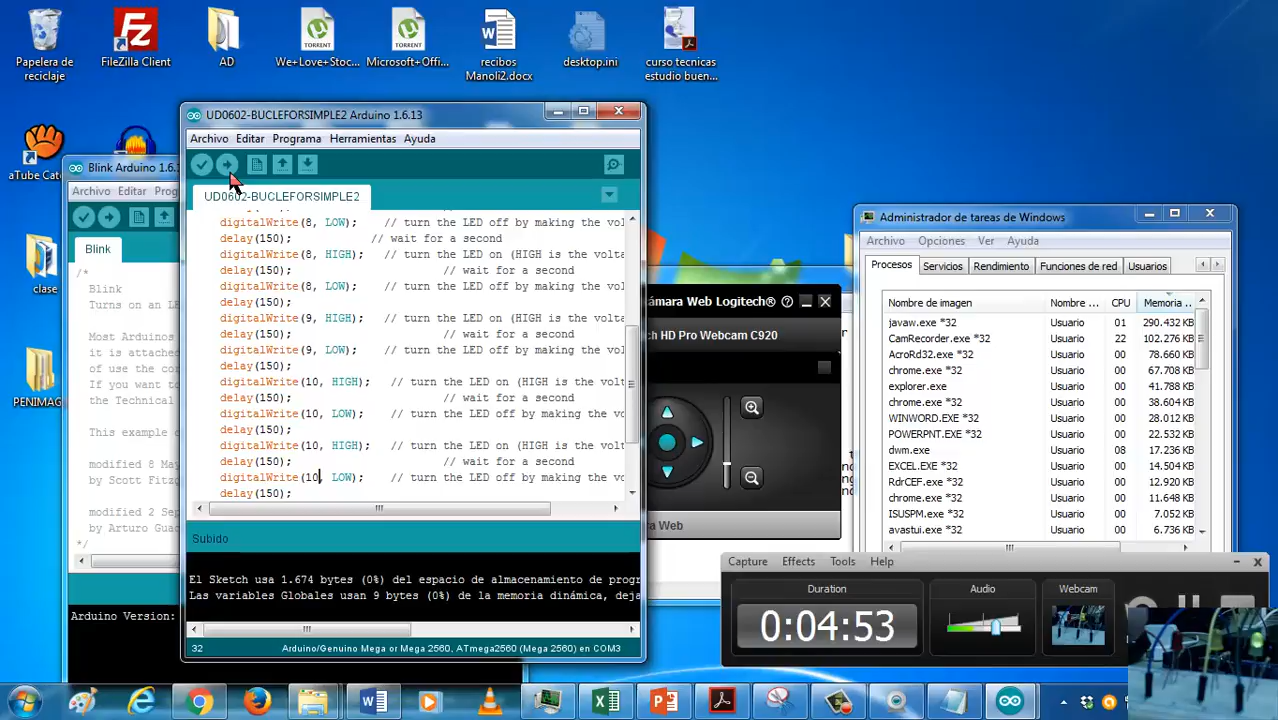 Papelera de
reciclaje
FileZilla Client
AD
TORRENT
We+Love+Stoc...
TORRENT
Microsoft+Offi...
recibos
Manoli2.docx
desktop.ini
curso tecnicas
estudio buen...
aTube Cat
clase
PENIMAG
Blink Arduino 1.6.1
Archivo Editar Prog
Blink
/*
Blink
Turns on an LE
Most Arduinos
it is attached
of use the cor
If you want to
the Technical
This example c
modified 8 May
by Scott Fitzg
modified 2 Sep
by Arturo Guad
*/
Arduino Version:
UD0602-BUCLEFORSIMPLE2 Arduino 1.6.13
Archivo Editar Programa Herramientas Ayuda
UD0602-BUCLEFORSIMPLE2
digitalWrite(8, LOW); // turn the LED off by making the vol
delay(150); // wait for a second
digitalWrite(8, HIGH); // turn the LED on (HIGH is the volta
delay(150); // wait for a second
digitalWrite(8, LOW); // turn the LED off by making the vol
delay(150);
digitalWrite(9, HIGH); // turn the LED on (HIGH is the volta
delay(150); // wait for a second
digitalWrite(9, LOW); // turn the LED off by making the vol
delay(150);
digitalWrite(10, HIGH); // turn the LED on (HIGH is the volt
delay(150); // wait for a second
digitalWrite(10, LOW); // turn the LED off by making the vo
delay(150);
digitalWrite(10, HIGH); // turn the LED on (HIGH is the volt
delay(150); // wait for a second
digitalWrite(10, LOW); // turn the LED off by making the vo
delay(150);
Subido
El Sketch usa 1.674 bytes (0%) del espacio de almacenamiento de progr
Las variables Globales usan 9 bytes (0%) de la memoria dinámica, deja
32 Arduino/Genuino Mega or Mega 2560, ATmega2560 (Mega 2560) en COM3
ámara Web Logitech®
ch HD Pro Webcam C920
ra Web
Administrador de tareas de Windows
Archivo Opciones Ver Ayuda
Procesos Servicios Rendimiento Funciones de red Usuarios
Nombre de imagen Nombre ... CPU Memoria ...
javaw.exe *32 Usuario 01 290.432 KB
CamRecorder.exe *32 Usuario 22 102.276 KB
AcroRd32.exe *32 Usuario 00 78.660 KB
chrome.exe *32 Usuario 00 67.708 KB
explorer.exe Usuario 00 41.788 KB
chrome.exe *32 Usuario 00 38.604 KB
WINWORD.EXE *32 Usuario 00 28.012 KB
POWERPNT.EXE *32 Usuario 00 22.532 KB
dwm.exe Usuario 08 17.236 KB
EXCEL.EXE *32 Usuario 00 14.504 KB
RdrCEF.exe *32 Usuario 00 12.920 KB
chrome.exe *32 Usuario 00 11.648 KB
ISUSPM.exe *32 Usuario 00 7.052 KB
avastui.exe *32 Usuario 00 6.736 KB
Capture Effects Tools Help
Duration
0:04:53
Audio
Webcam